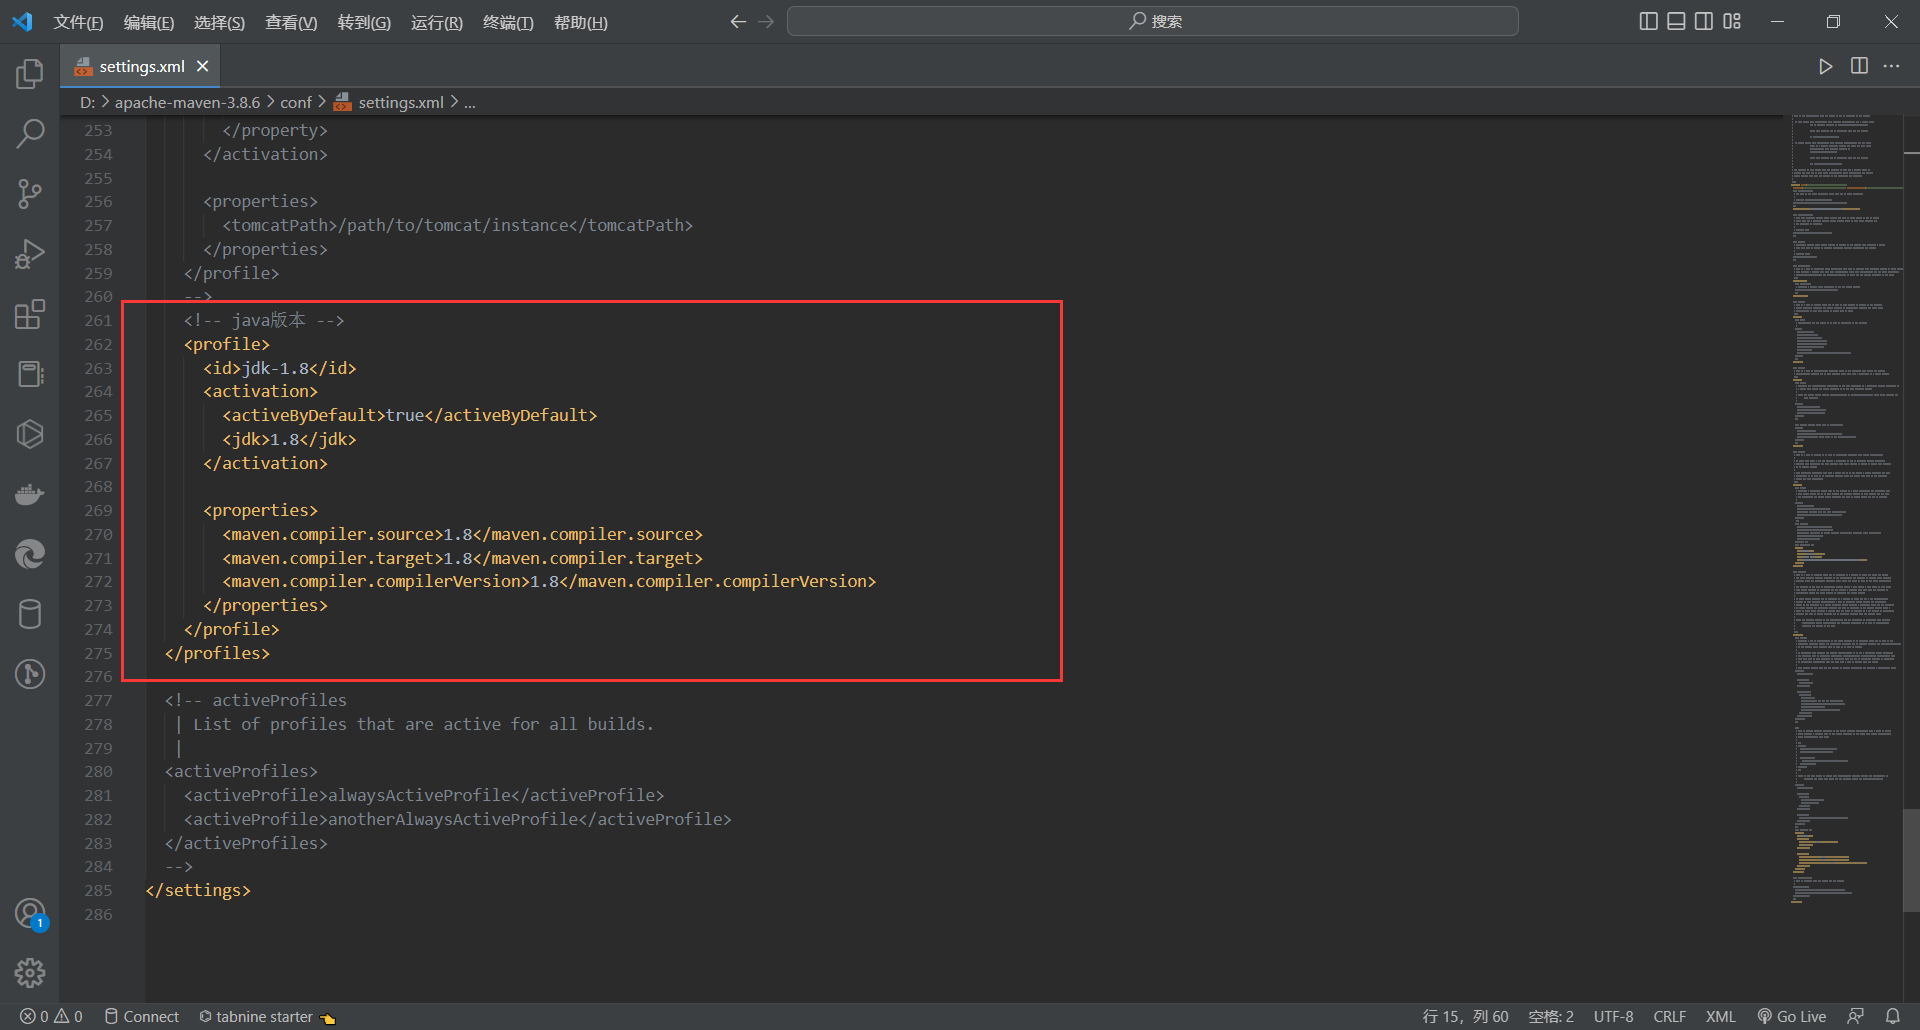 文件(F) 编辑(E) 选择(S) 查看(V) 转到(G) 运行(R) 终端(T) 帮助(H) 搜索
settings.xml
D: > apache-maven-3.8.6 > conf > settings.xml > ...
253 </property>
254 </activation>
255
256 <properties>
257 <tomcatPath>/path/to/tomcat/instance</tomcatPath>
258 </properties>
259 </profile>
260 -->
261 <!-- java版本 -->
262 <profile>
263 <id>jdk-1.8</id>
264 <activation>
265 <activeByDefault>true</activeByDefault>
266 <jdk>1.8</jdk>
267 </activation>
268
269 <properties>
270 <maven.compiler.source>1.8</maven.compiler.source>
271 <maven.compiler.target>1.8</maven.compiler.target>
272 <maven.compiler.compilerVersion>1.8</maven.compiler.compilerVersion>
273 </properties>
274 </profile>
275 </profiles>
276
277 <!-- activeProfiles
278 | List of profiles that are active for all builds.
279 |
280 <activeProfiles>
281 <activeProfile>alwaysActiveProfile</activeProfile>
282 <activeProfile>anotherAlwaysActiveProfile</activeProfile>
283 </activeProfiles>
284 -->
285 </settings>
286
1
0 0 Connect tabnine starter 行 15，列 60 空格: 2 UTF-8 CRLF XML Go Live